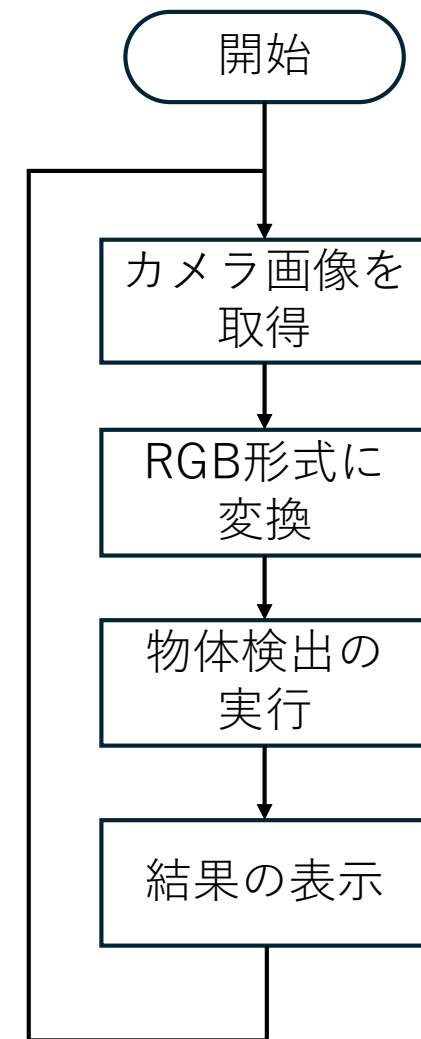 開始
カメラ画像を
取得
RGB形式に
変換
物体検出の
実行
結果の表示